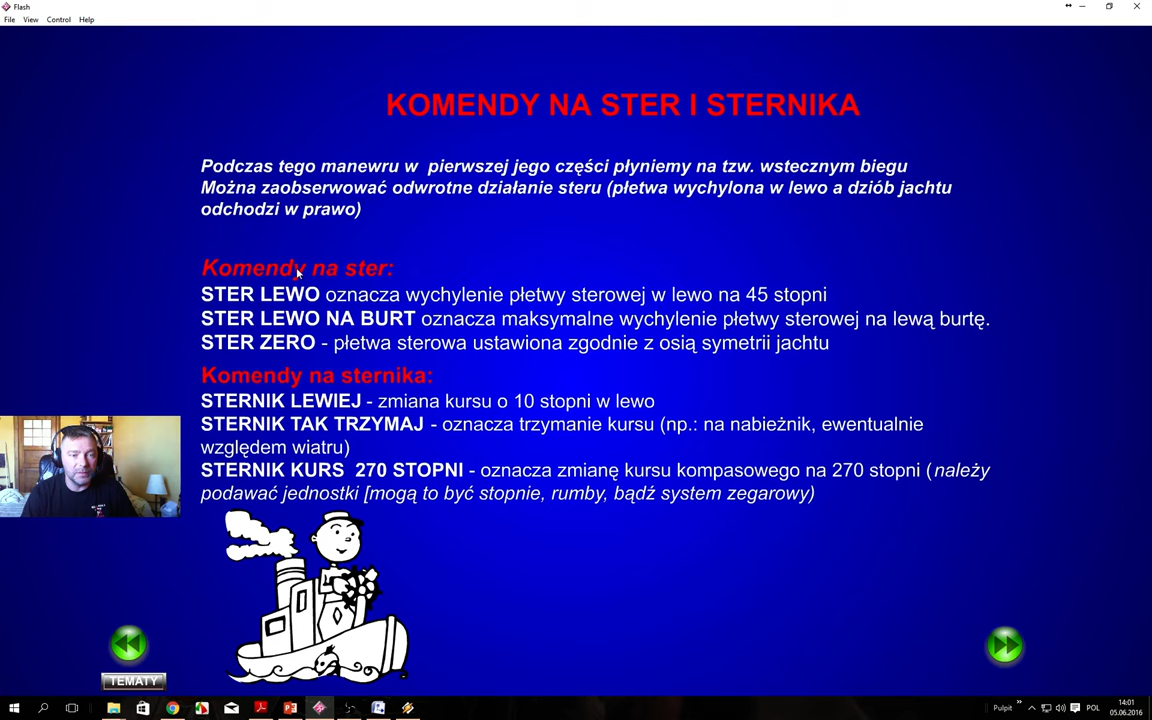 Flash
File View Control Help
KOMENDY NA STER I STERNIKA
Podczas tego manewru w pierwszej jego części płyniemy na tzw. wstecznym biegu
Można zaobserwować odwrotne działanie steru (płetwa wychylona w lewo a dziób jachtu
odchodzi w prawo)
Komendy na ster:
STER LEWO oznacza wychylenie płetwy sterowej w lewo na 45 stopni
STER LEWO NA BURT oznacza maksymalne wychylenie płetwy sterowej na lewą burtę.
STER ZERO - płetwa sterowa ustawiona zgodnie z osią symetrii jachtu
Komendy na sternika:
STERNIK LEWIEJ - zmiana kursu o 10 stopni w lewo
STERNIK TAK TRZYMAJ - oznacza trzymanie kursu (np.: na nabieżnik, ewentualnie
względem wiatru)
STERNIK KURS 270 STOPNI - oznacza zmianę kursu kompasowego na 270 stopni (należy
podawać jednostki [mogą to być stopnie, rumby, bądź system zegarowy)
TEMATY
Pulpit
POL
14:01
05.06.2016